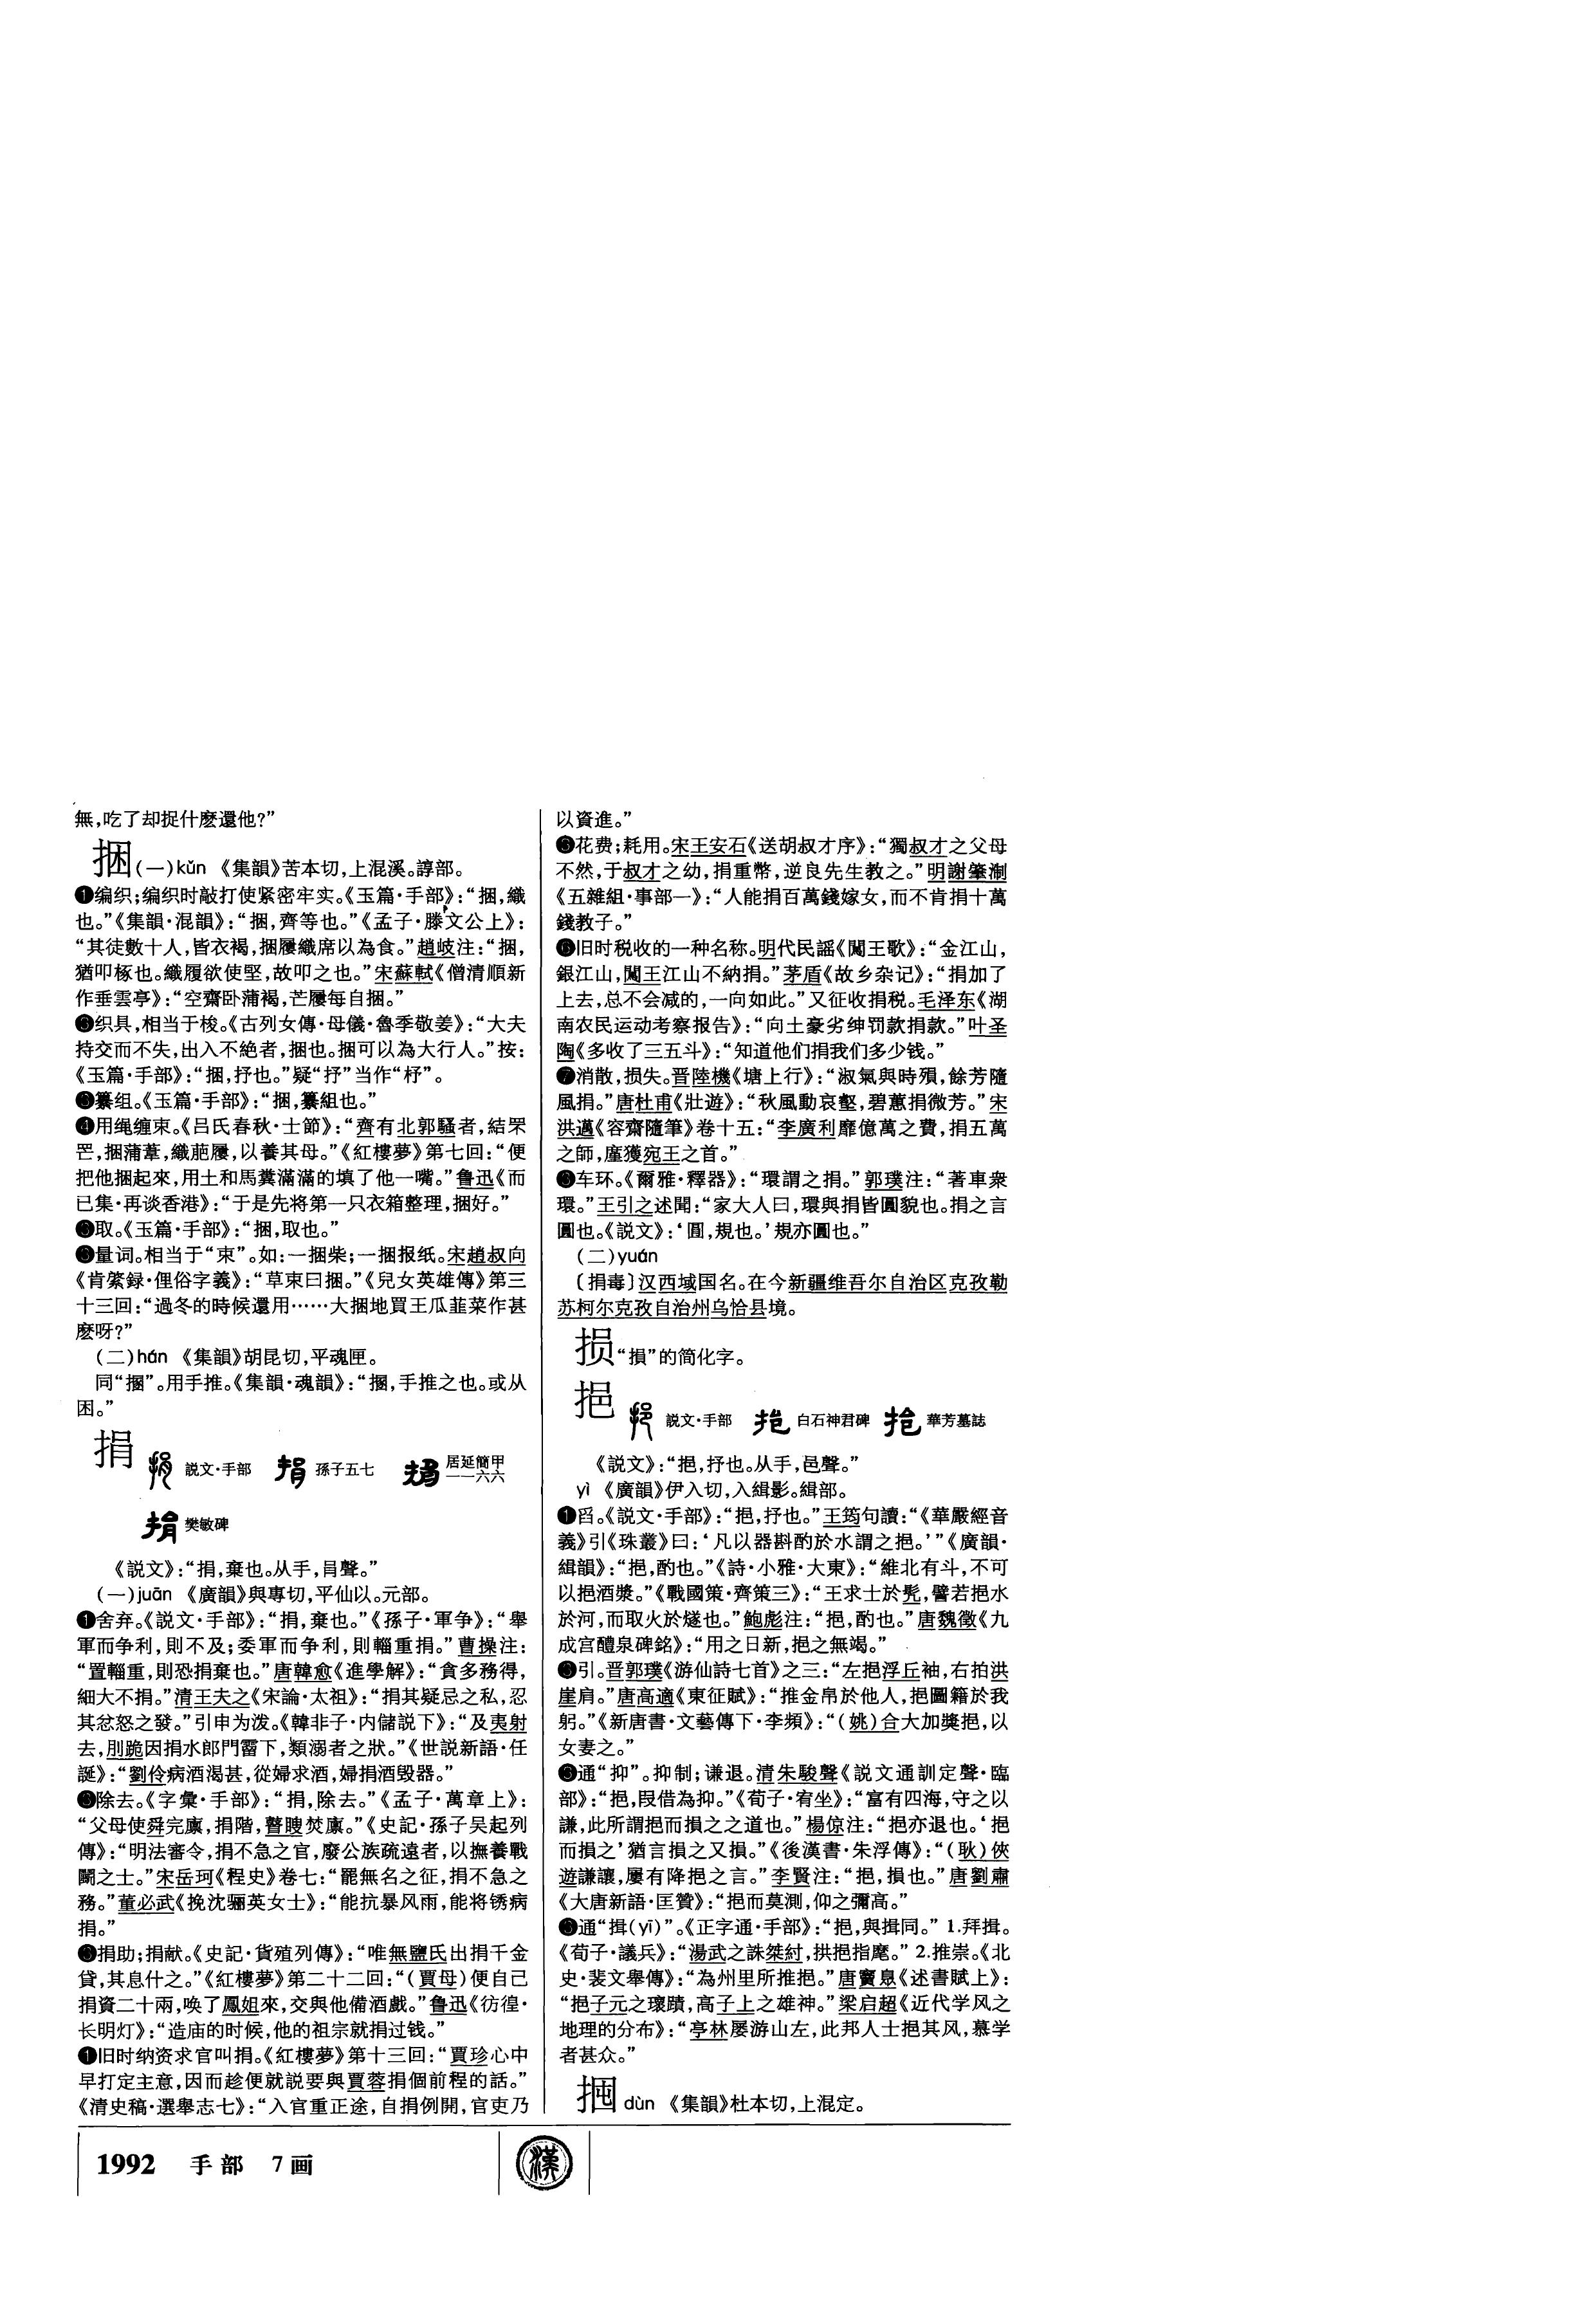 無，吃了却捉什麽還他？”
捆(一)kǔn 《集韻》苦本切，上混溪。諄部。
❶编织；编织时敲打使紧密牢实。《玉篇·手部》：“捆，織
也。”《集韻·混韻》：“捆，齊等也。”《孟子·滕文公上》：
“其徒數十人，皆衣褐，捆屨織席以為食。”趙岐注：“捆，
猶叩椓也。織履欲使堅，故叩之也。”宋蘇軾《僧清順新
作垂雲亭》：“空齋卧蒲褐，芒屨每自捆。”
❷织具，相当于梭。《古列女傳·母儀·魯季敬姜》：“大夫
持交而不失，出入不絶者，捆也。捆可以為大行人。”按：
《玉篇·手部》：“捆，抒也。”疑“抒”当作“杼”。
❸纂组。《玉篇·手部》：“捆，纂組也。”
❹用绳缠束。《吕氏春秋·士節》：“齊有北郭騷者，結罘
罟，捆蒲葦，織萉屨，以養其母。”《紅樓夢》第七回：“便
把他捆起來，用土和馬糞滿滿的填了他一嘴。”鲁迅《而
已集·再谈香港》：“于是先将第一只衣箱整理，捆好。”
❺取。《玉篇·手部》：“捆，取也。”
❻量词。相当于“束”。如：一捆柴；一捆报纸。宋趙叔向
《肯綮録·俚俗字義》：“草束曰捆。”《兒女英雄傳》第三
十三回：“過冬的時候還用……大捆地買王瓜韮菜作甚
麽呀？”
(二)hán 《集韻》胡昆切，平魂匣。
同“㨡”。用手推。《集韻·魂韻》：“㨡，手推之也。或从
困。”
捐 説文·手部 孫子五七 居延簡甲一一六六
樊敏碑
《説文》：“捐，棄也。从手，肙聲。”
(一)juān 《廣韻》與專切，平仙以。元部。
❶舍弃。《説文·手部》：“捐，棄也。”《孫子·軍争》：“舉
軍而争利，則不及；委軍而争利，則輜重捐。”曹操注：
“置輜重，則恐捐棄也。”唐韓愈《進學解》：“貪多務得，
細大不捐。”清王夫之《宋論·太祖》：“捐其疑忌之私，忍
其忿怒之發。”引申为泼。《韓非子·内儲説下》：“及夷射
去，刖跪因捐水郎門霤下，類溺者之狀。”《世説新語·任
誕》：“劉伶病酒渴甚，從婦求酒，婦捐酒毁器。”
❷除去。《字彙·手部》：“捐，除去。”《孟子·萬章上》：
“父母使舜完廩，捐階，瞽瞍焚廩。”《史記·孫子吴起列
傳》：“明法審令，捐不急之官，廢公族疏遠者，以撫養戰
鬭之士。”宋岳珂《桯史》卷七：“罷無名之征，捐不急之
務。”董必武《挽沈骊英女士》：“能抗暴风雨，能将锈病
捐。”
❸捐助；捐献。《史記·貨殖列傳》：“唯無鹽氏出捐千金
貸，其息什之。”《紅樓夢》第二十二回：“(賈母)便自己
捐資二十兩，唤了鳳姐來，交與他備酒戲。”鲁迅《彷徨·
长明灯》：“造庙的时候，他的祖宗就捐过钱。”
❹旧时纳资求官叫捐。《紅樓夢》第十三回：“賈珍心中
早打定主意，因而趁便就説要與賈蓉捐個前程的話。”
《清史稿·選舉志七》：“入官重正途，自捐例開，官吏乃
以資進。”
❺花费；耗用。宋王安石《送胡叔才序》：“獨叔才之父母
不然，于叔才之幼，捐重幣，逆良先生教之。”明謝肇淛
《五雜組·事部一》：“人能捐百萬錢嫁女，而不肯捐十萬
錢教子。”
❻旧时税收的一种名称。明代民謡《闖王歌》：“金江山，
銀江山，闖王江山不納捐。”茅盾《故乡杂记》：“捐加了
上去，总不会减的，一向如此。”又征收捐税。毛泽东《湖
南农民运动考察报告》：“向土豪劣绅罚款捐款。”叶圣
陶《多收了三五斗》：“知道他们捐我们多少钱。”
❼消散，损失。晋陸機《塘上行》：“淑氣與時殞，餘芳隨
風捐。”唐杜甫《壯遊》：“秋風動哀壑，碧蕙捐微芳。”宋
洪邁《容齋隨筆》卷十五：“李廣利靡億萬之費，捐五萬
之師，廑獲宛王之首。”
❽车环。《爾雅·釋器》：“環謂之捐。”郭璞注：“著車衆
環。”王引之述聞：“家大人曰，環與捐皆圓貌也。捐之言
圓也。《説文》：‘圓，規也。’規亦圓也。”
(二)yuán
〔捐毒〕汉西域国名。在今新疆维吾尔自治区克孜勒
苏柯尔克孜自治州乌恰县境。
损“損”的简化字。
挹 説文·手部 白石神君碑 華芳墓誌
《説文》：“挹，抒也。从手，邑聲。”
yì 《廣韻》伊入切，入緝影。緝部。
❶舀。《説文·手部》：“挹，抒也。”王筠句讀：“《華嚴經音
義》引《珠叢》曰：‘凡以器斟酌於水謂之挹。’”《廣韻·
緝韻》：“挹，酌也。”《詩·小雅·大東》：“維北有斗，不可
以挹酒漿。”《戰國策·齊策三》：“王求士於髡，譬若挹水
於河，而取火於燧也。”鮑彪注：“挹，酌也。”唐魏徵《九
成宫醴泉碑銘》：“用之日新，挹之無竭。”
❷引。晋郭璞《游仙詩七首》之三：“左挹浮丘袖，右拍洪
崖肩。”唐高適《東征賦》：“推金帛於他人，挹圖籍於我
躬。”《新唐書·文藝傳下·李頻》：“(姚)合大加獎挹，以
女妻之。”
❸通“抑”。抑制；谦退。清朱駿聲《説文通訓定聲·臨
部》：“挹，叚借為抑。”《荀子·宥坐》：“富有四海，守之以
謙，此所謂挹而損之之道也。”楊倞注：“挹亦退也。‘挹
而損之’猶言損之又損。”《後漢書·朱浮傳》：“(耿)俠
遊謙讓，屢有降挹之言。”李賢注：“挹，損也。”唐劉肅
《大唐新語·匡贊》：“挹而莫測，仰之彌高。”
❹通“揖(yī)”。《正字通·手部》：“挹，與揖同。”1.拜揖。
《荀子·議兵》：“湯武之誅桀紂，拱挹指麾。”2.推崇。《北
史·裴文舉傳》：“為州里所推挹。”唐竇臮《述書賦上》：
“挹子元之瓌蹟，高子上之雄神。”梁启超《近代学风之
地理的分布》：“亭林屡游山左，此邦人士挹其风，慕学
者甚众。”
dùn 《集韻》杜本切，上混定。
1992 手部 7画
漢